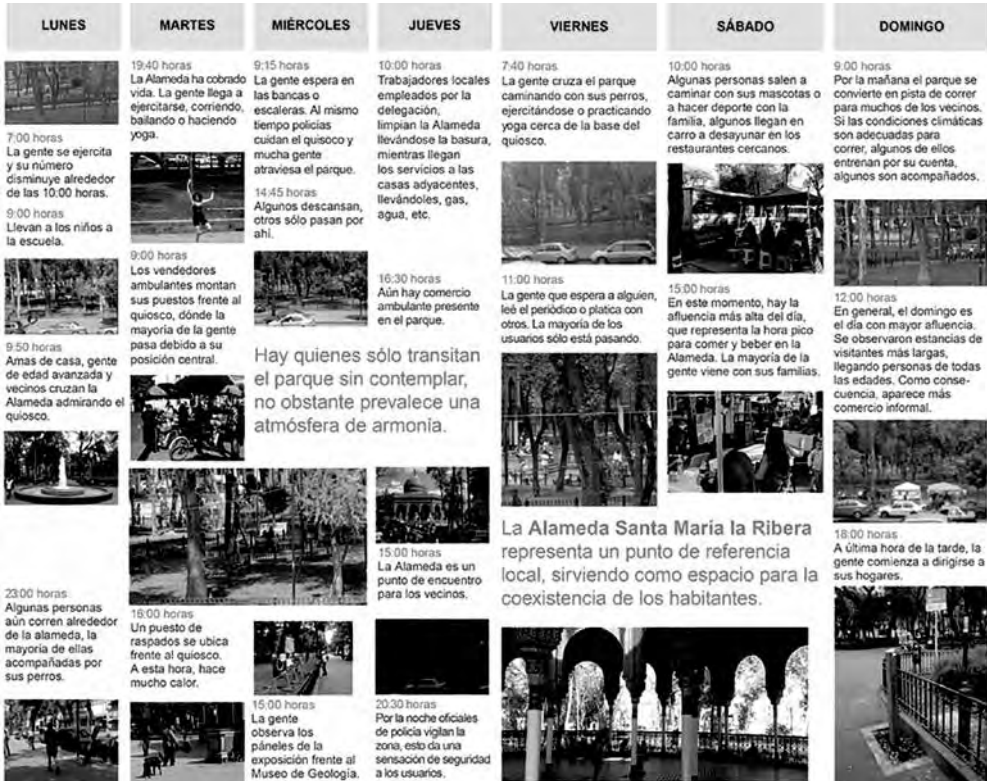 LUNES
MARTES
MIÉRCOLES
JUEVES
VIERNES
SÁBADO
DOMINGO
7:00 horas
La gente se ejercita
y su número
disminuye alrededor
de las 10:00 horas.
9:00 horas
Llevan a los niños a
la escuela.
9:50 horas
Amas de casa, gente
de edad avanzada y
vecinos cruzan la
Alameda admirando el
quiosco.
23:00 horas
Algunas personas
aún corren alrededor
de la alameda, la
mayoría de ellas
acompañadas por
sus perros.
19:40 horas
La Alameda ha cobrado
vida. La gente llega a
ejercitarse, corriendo,
bailando o haciendo
yoga.
9:00 horas
Los vendedores
ambulantes montan
sus puestos frente al
quiosco, dónde la
mayoría de la gente
pasa debido a su
posición central.
16:00 horas
Un puesto de
raspados se ubica
frente al quiosco.
A esta hora, hace
mucho calor.
9:15 horas
La gente espera en
las bancas o
escaleras. Al mismo
tiempo policías
cuidan el quisoco y
mucha gente
atraviesa el parque.
14:45 horas
Algunos descansan,
otros sólo pasan por
ahí.
Hay quienes sólo transitan
el parque sin contemplar,
no obstante prevalece una
atmósfera de armonía.
15:00 horas
La gente
observa los
páneles de la
exposición frente al
Museo de Geología.
10:00 horas
Trabajadores locales
empleados por la
delegación,
limpian la Alameda
llevándose la basura,
mientras llegan
los servicios a las
casas adyacentes,
llevándoles, gas,
agua, etc.
16:30 horas
Aún hay comercio
ambulante presente
en el parque.
15:00 horas
La Alameda es un
punto de encuentro
para los vecinos.
20:30 horas
Por la noche oficiales
de policía vigilan la
zona, esto da una
sensación de seguridad
a los usuarios.
7:40 horas
La gente cruza el parque
caminando con sus perros,
ejercitándose o practicando
yoga cerca de la base del
quiosco.
11:00 horas
La gente que espera a alguien,
leé el periódico o platica con
otros. La mayoría de los
usuarios sólo está pasando.
La Alameda Santa María la Ribera
representa un punto de referencia
local, sirviendo como espacio para la
coexistencia de los habitantes.
10:00 horas
Algunas personas salen a
caminar con sus mascotas o
a hacer deporte con la
familia, algunos llegan en
carro a desayunar en los
restaurantes cercanos.
15:00 horas
En este momento, hay la
afluencia más alta del día,
que representa la hora pico
para comer y beber en la
Alameda. La mayoría de la
gente viene con sus familias.
9:00 horas
Por la mañana el parque se
convierte en pista de correr
para muchos de los vecinos.
Si las condiciones climáticas
son adecuadas para
correr, algunos de ellos
entrenan por su cuenta,
algunos son acompañados.
12:00 horas
En general, el domingo es
el día con mayor afluencia.
Se observaron estancias de
visitantes más largas,
llegando personas de todas
las edades. Como conse-
cuencia, aparece más
comercio informal.
18:00 horas
A última hora de la tarde, la
gente comienza a dirigirse a
sus hogares.